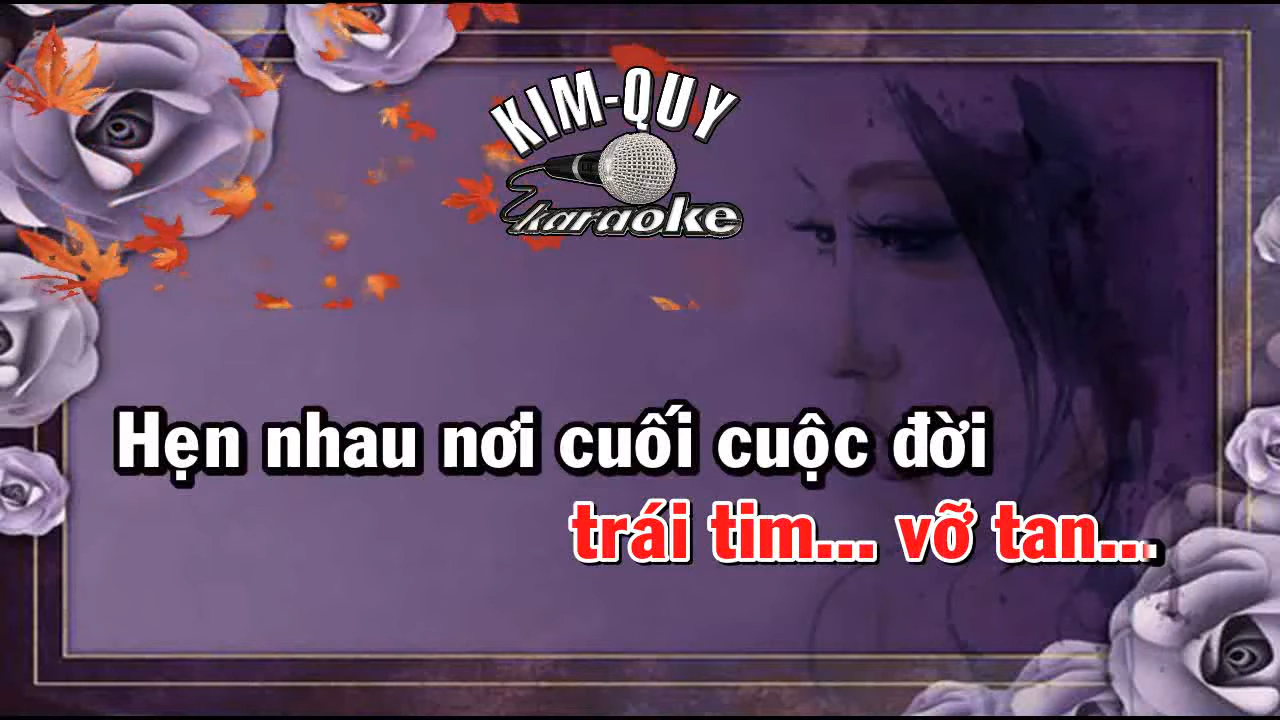 KIM-QUY
karaoke
Hẹn nhau nơi cuối cuộc đời
trái tim... vỡ tan...